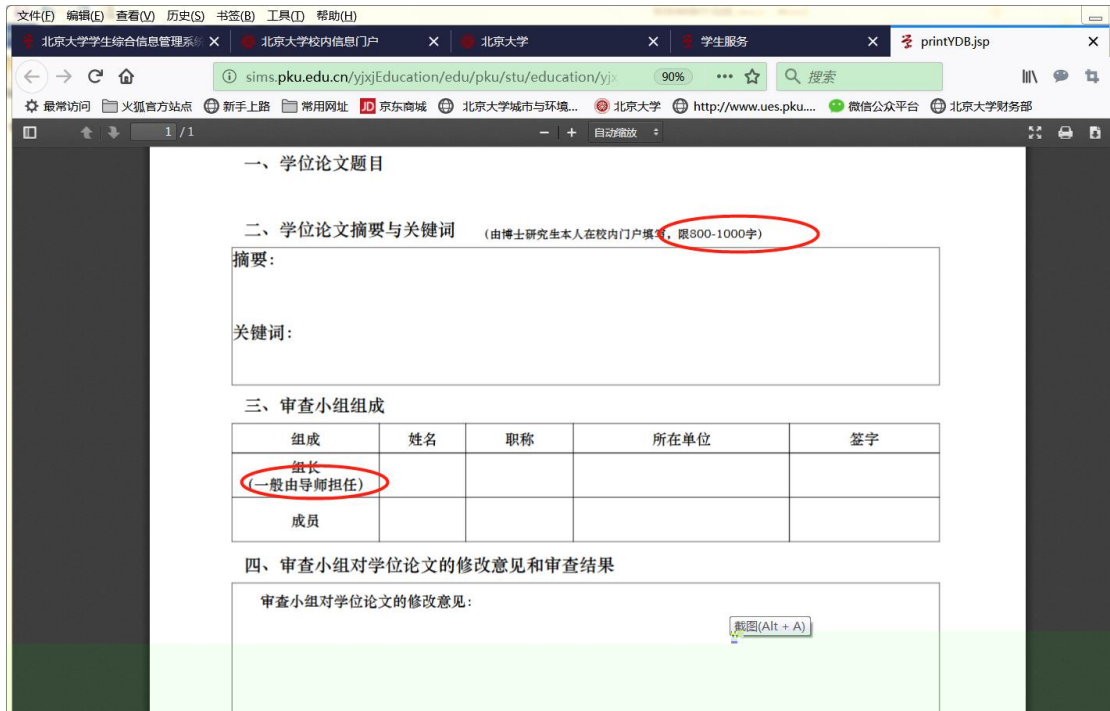 文件(F) 编辑(E) 查看(V) 历史(S) 书签(B) 工具(T) 帮助(H)
北京大学学生综合信息管理系统
北京大学校内信息门户
北京大学
学生服务
printYDB.jsp
sims.pku.edu.cn/yjxjEducation/edu/pku/stu/education/yjx
90%
搜索
最常访问 火狐官方站点 新手上路 常用网址 JD 京东商城 北京大学城市与环境... 北京大学 http://www.ues.pku.... 微信公众平台 北京大学财务部
1 /1
自动缩放
一、学位论文题目
二、学位论文摘要与关键词 (由博士研究生本人在校内门户填写，限800-1000字)
摘要:
关键词:
三、审查小组组成
组成 姓名 职称 所在单位 签字
组长
(一般由导师担任)
成员
四、审查小组对学位论文的修改意见和审查结果
审查小组对学位论文的修改意见:
截图(Alt + A)